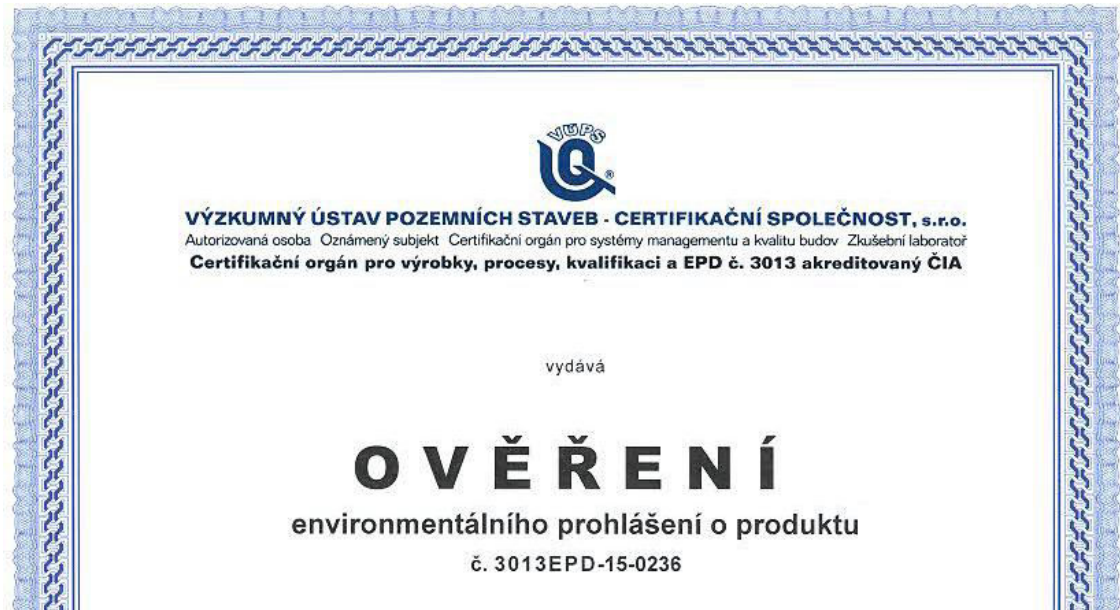 VÚPS
®
VÝZKUMNÝ ÚSTAV POZEMNÍCH STAVEB - CERTIFIKAČNÍ SPOLEČNOST, s.r.o.
Autorizovaná osoba Oznámený subjekt Certifikační orgán pro systémy managementu a kvalitu budov Zkušební laboratoř
Certifikační orgán pro výrobky, procesy, kvalifikaci a EPD č. 3013 akreditovaný ČIA
vydává
OVĚŘENÍ
environmentálního prohlášení o produktu
č. 3013EPD-15-0236